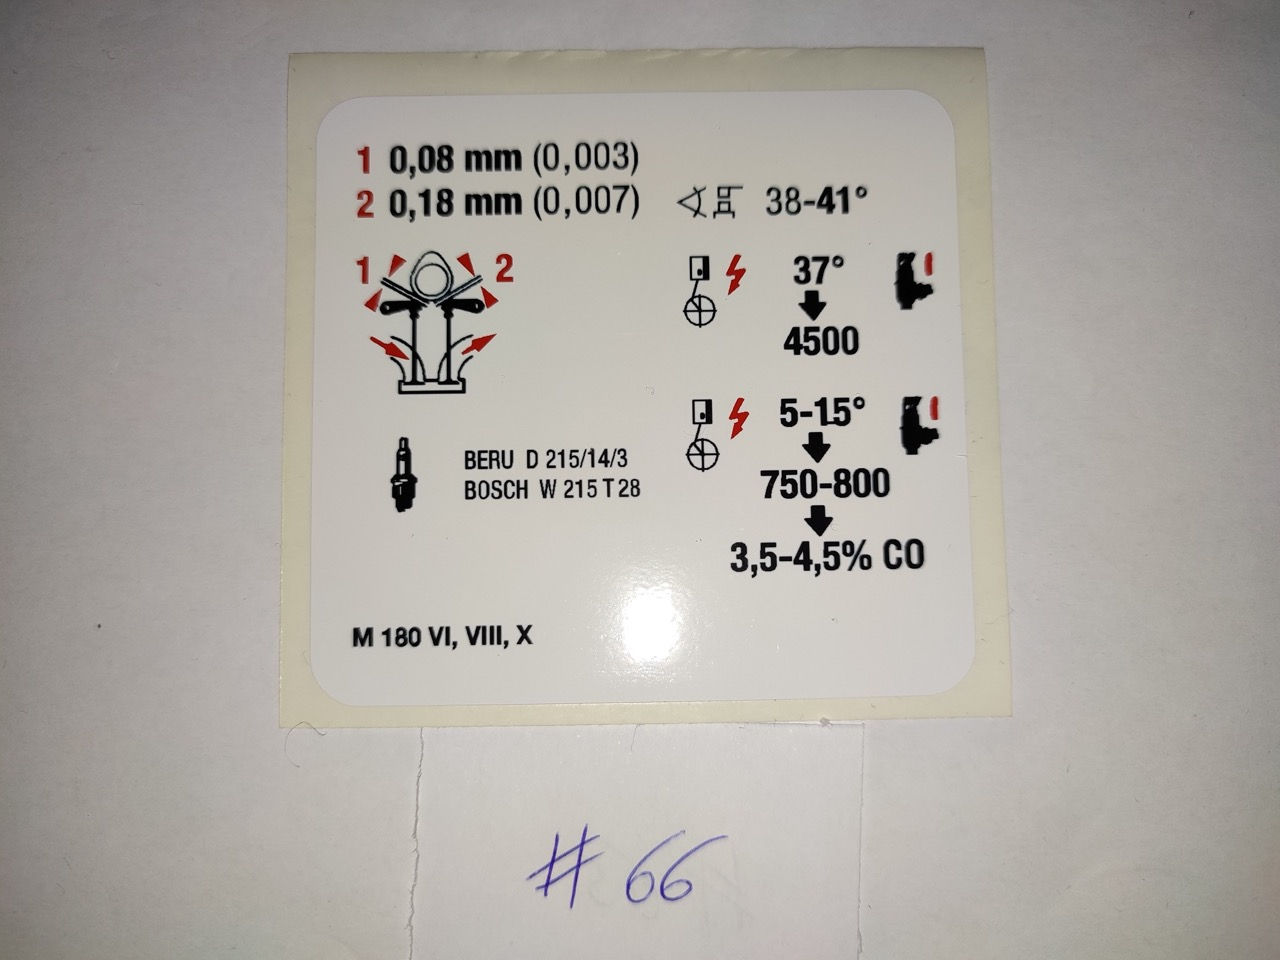 1 0,08 mm (0,003)
2 0,18 mm (0,007)
38-41°
1 2
37°
4500
5-15°
750-800
3,5-4,5% CO
BERU D 215/14/3
BOSCH W 215 T 28
M 180 VI, VIII, X
# 66